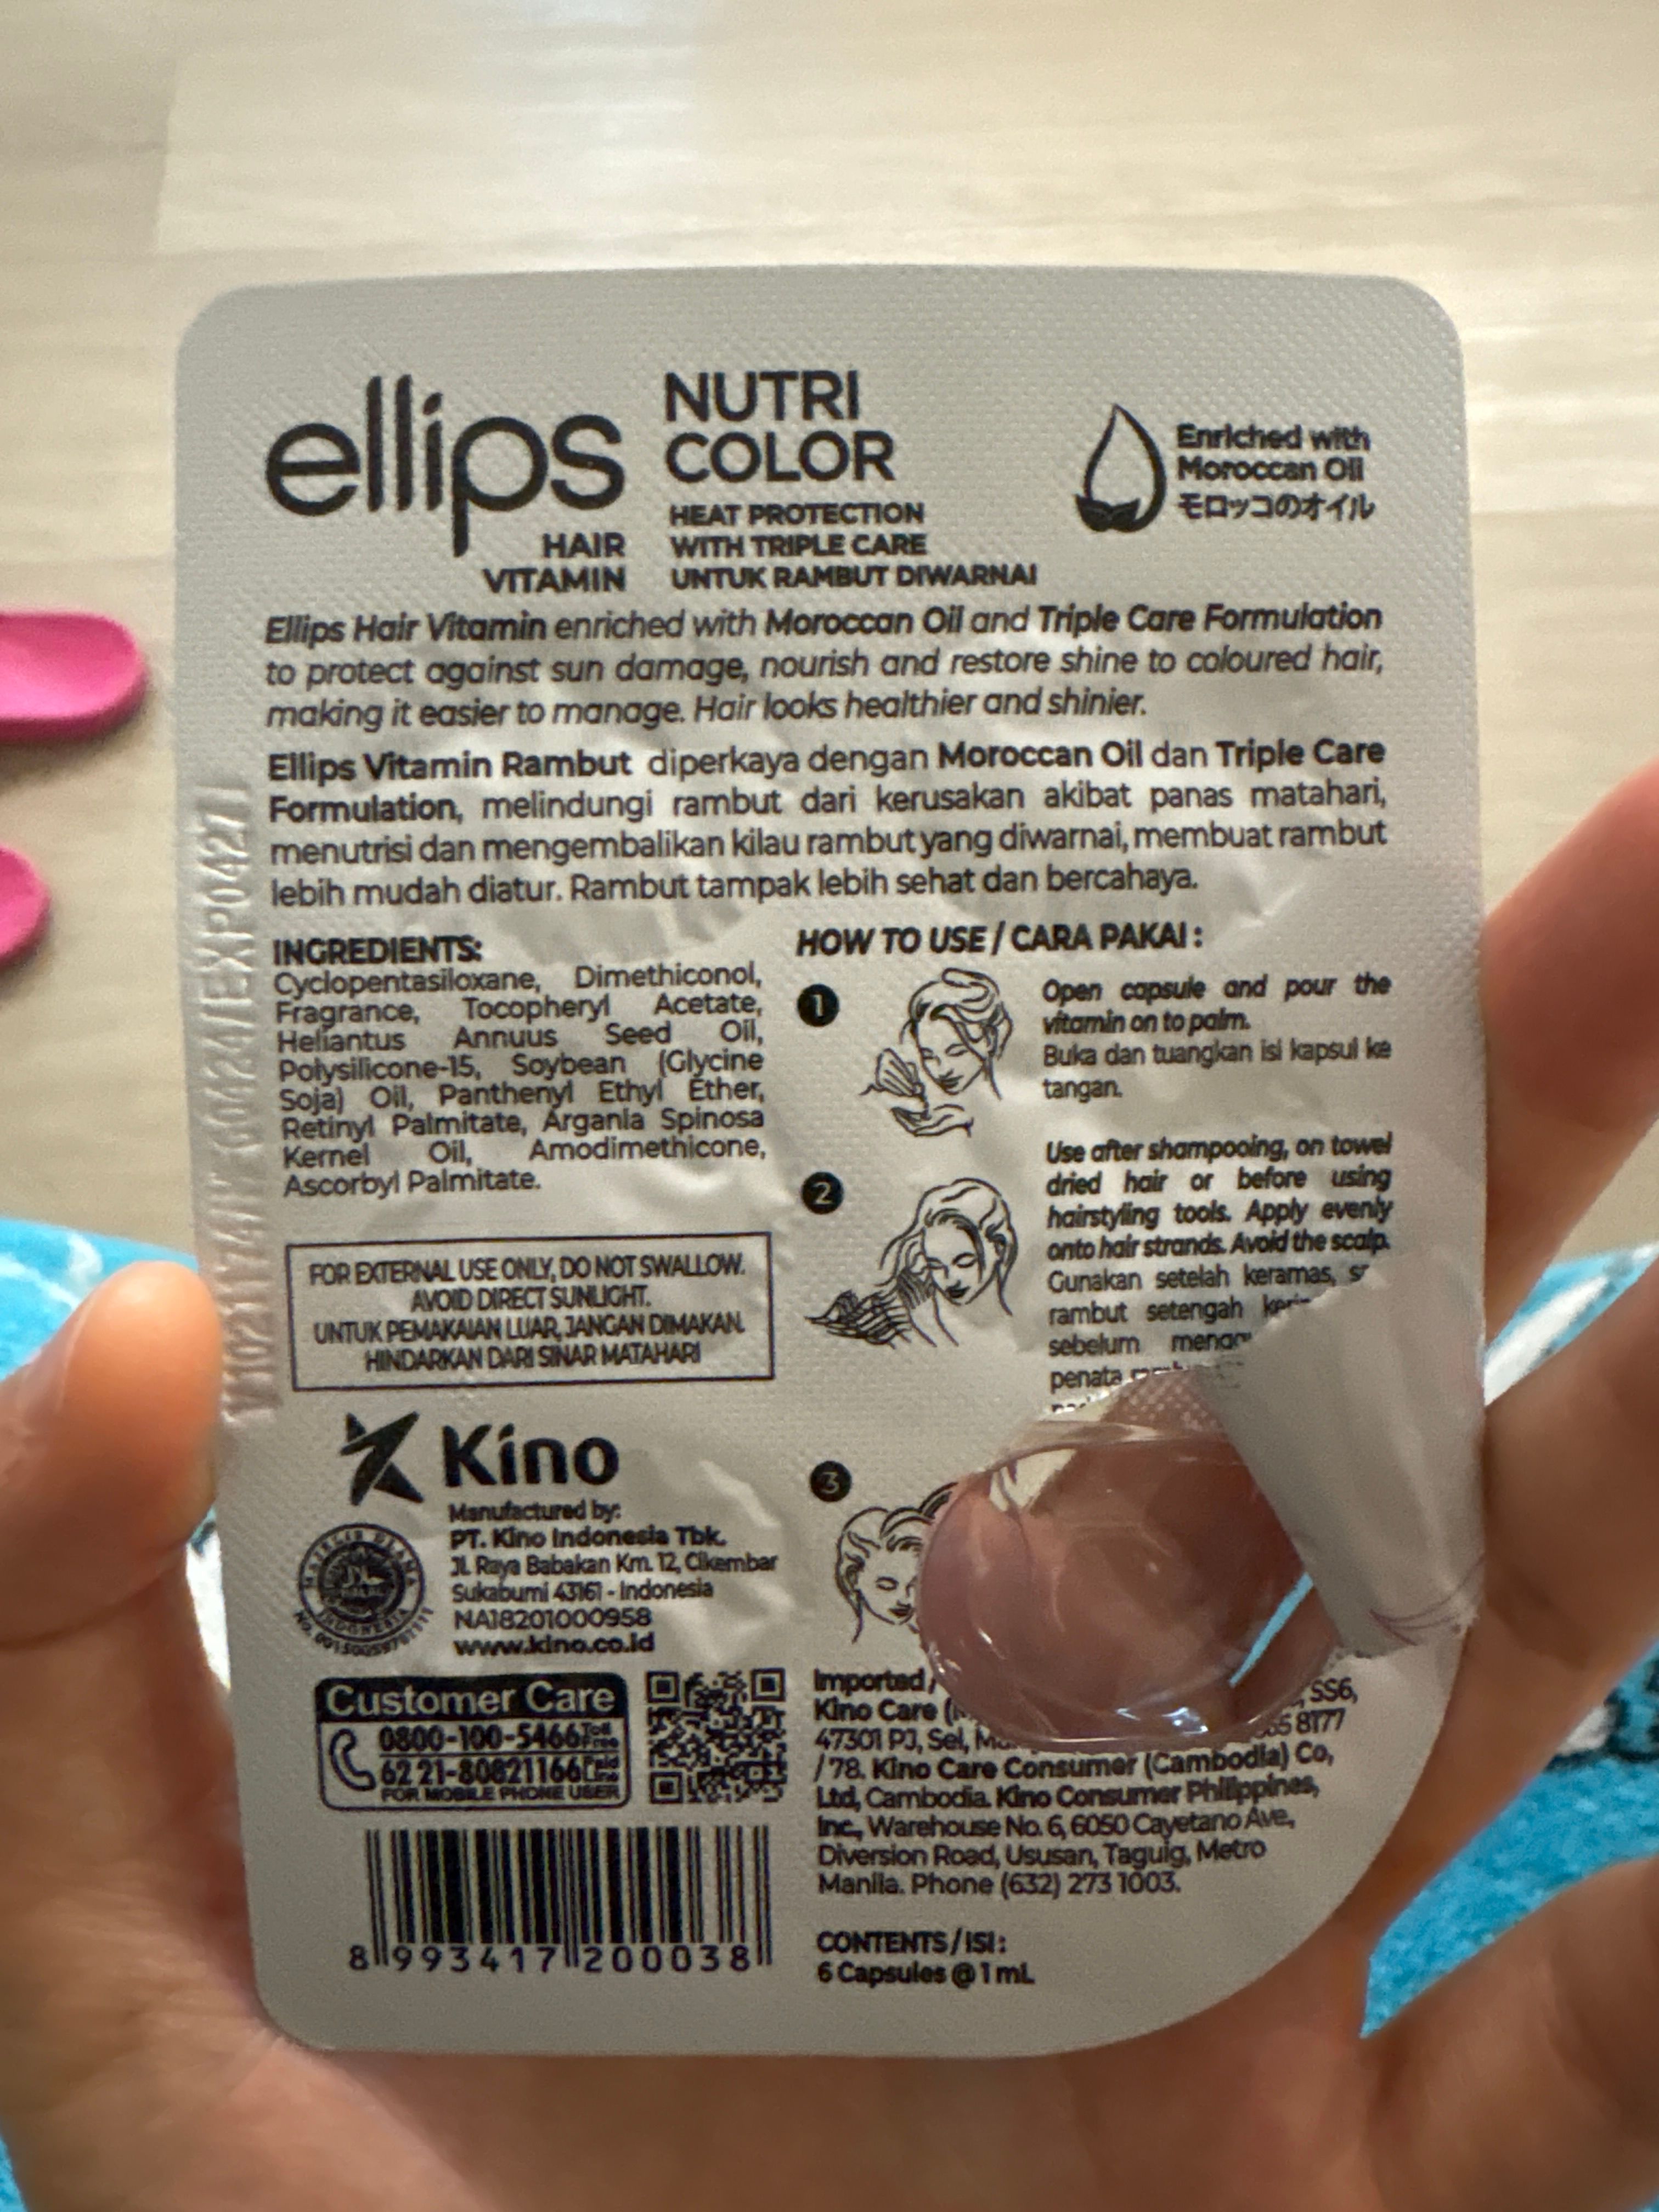 ellips
HAIR
VITAMIN
NUTRI
COLOR
HEAT PROTECTION
WITH TRIPLE CARE
UNTUK RAMBUT DIWARNAI
Enriched with
Moroccan Oil
モロッコのオイル
Ellips Hair Vitamin enriched with Moroccan Oil and Triple Care Formulation
to protect against sun damage, nourish and restore shine to coloured hair,
making it easier to manage. Hair looks healthier and shinier.
Ellips Vitamin Rambut diperkaya dengan Moroccan Oil dan Triple Care
Formulation, melindungi rambut dari kerusakan akibat panas matahari,
menutrisi dan mengembalikan kilau rambut yang diwarnai, membuat rambut
lebih mudah diatur. Rambut tampak lebih sehat dan bercahaya.
INGREDIENTS:
Cyclopentasiloxane, Dimethiconol,
Fragrance, Tocopheryl Acetate,
Heliantus Annuus Seed Oil,
Polysilicone-15, Soybean (Glycine
Soja) Oil, Panthenyl Ethyl Ether,
Retinyl Palmitate, Argania Spinosa
Kernel Oil, Amodimethicone,
Ascorbyl Palmitate.
FOR EXTERNAL USE ONLY, DO NOT SWALLOW.
AVOID DIRECT SUNLIGHT.
UNTUK PEMAKAIAN LUAR, JANGAN DIMAKAN.
HINDARKAN DARI SINAR MATAHARI
HOW TO USE / CARA PAKAI :
1
Open capsule and pour the
vitamin on to palm.
Buka dan tuangkan isi kapsul ke
tangan.
2
Use after shampooing, on towel
dried hair or before using
hairstyling tools. Apply evenly
onto hair strands. Avoid the scalp.
Gunakan setelah keramas,
rambut setengah
sebelum
penata
3
Kino
Manufactured by:
PT. Kino Indonesia Tbk.
Jl. Raya Babakan Km. 12, Cikembar
Sukabumi 43161 - Indonesia
NA18201000958
www.kino.co.id
MAJELIS ULAMA
INDONESIA
Customer Care
0800-100-5466 Toll Free
62 21-80821166
FOR MOBILE PHONE USER
8 993417 200038
Imported /
Kino Care
SS6,
47301 PJ, Sel,
8177
/ 78. Kino Care Consumer (Cambodia) Co,
Ltd, Cambodia. Kino Consumer Philippines,
Inc., Warehouse No. 6, 6050 Cayetano Ave,
Diversion Road, Ususan, Taguig, Metro
Manila. Phone (632) 273 1003.
CONTENTS / ISI :
6 Capsules @ 1 mL